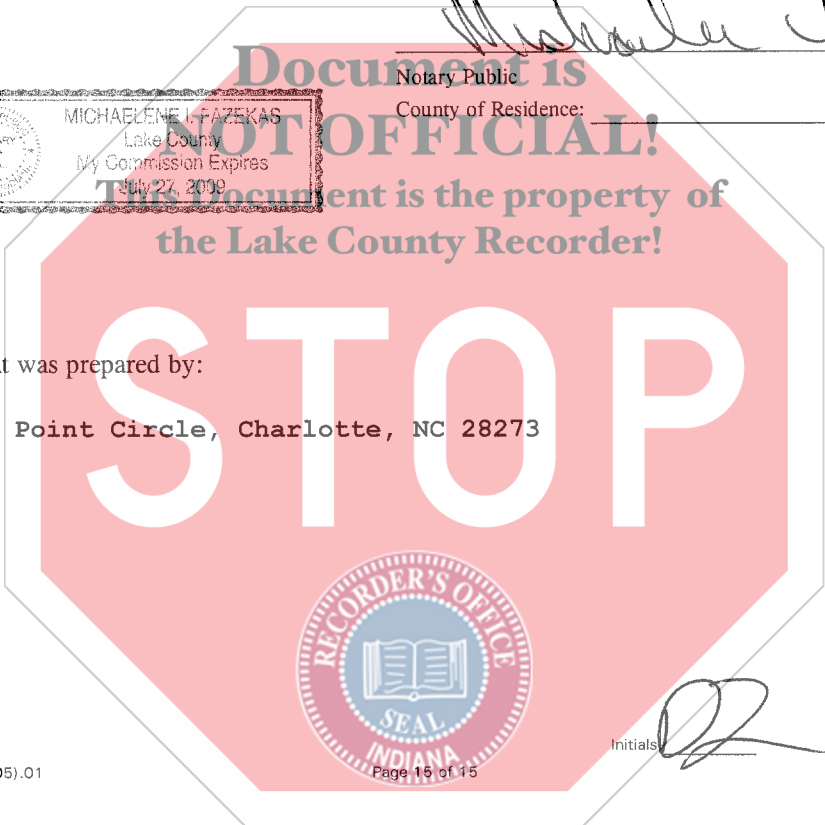 Michaelene
Document is
Notary Public
County of Residence:
NOT OFFICIAL!
MICHAELENE I. FAZEKAS
Lake County
My Commission Expires
July 27, 2009
This Document is the property of
the Lake County Recorder!
STOP
t was prepared by:
Point Circle, Charlotte, NC 28273
RECORDER'S OFFICE
SEAL
INDIANA
Initials:
DZ
05).01
Page 15 of 15